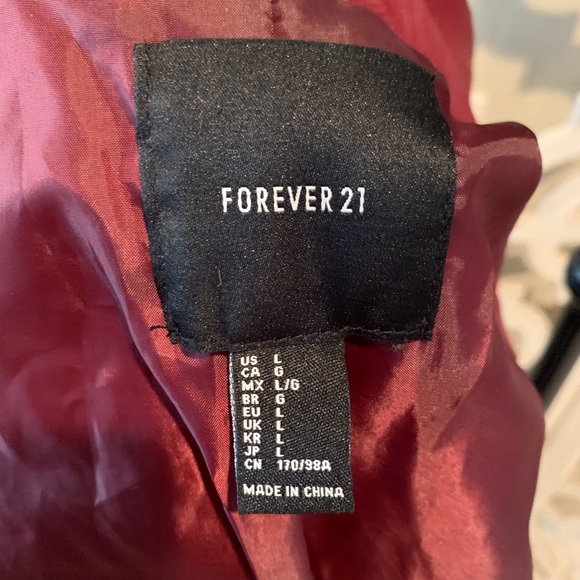 FOREVER 21
US L
CA G
MX L/G
BR G
EU L
UK L
KR L
JP L
CN 170/98A
MADE IN CHINA